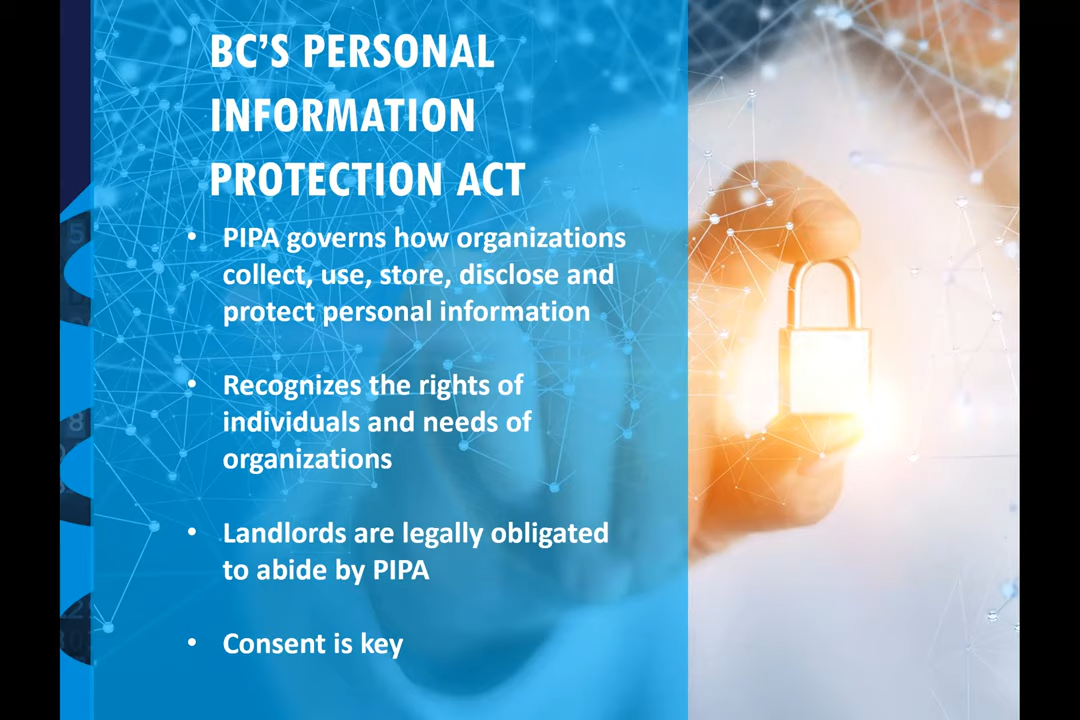 BC'S PERSONAL
INFORMATION
PROTECTION ACT
• PIPA governs how organizations
collect, use, store, disclose and
protect personal information
• Recognizes the rights of
individuals and needs of
organizations
• Landlords are legally obligated
to abide by PIPA
• Consent is key